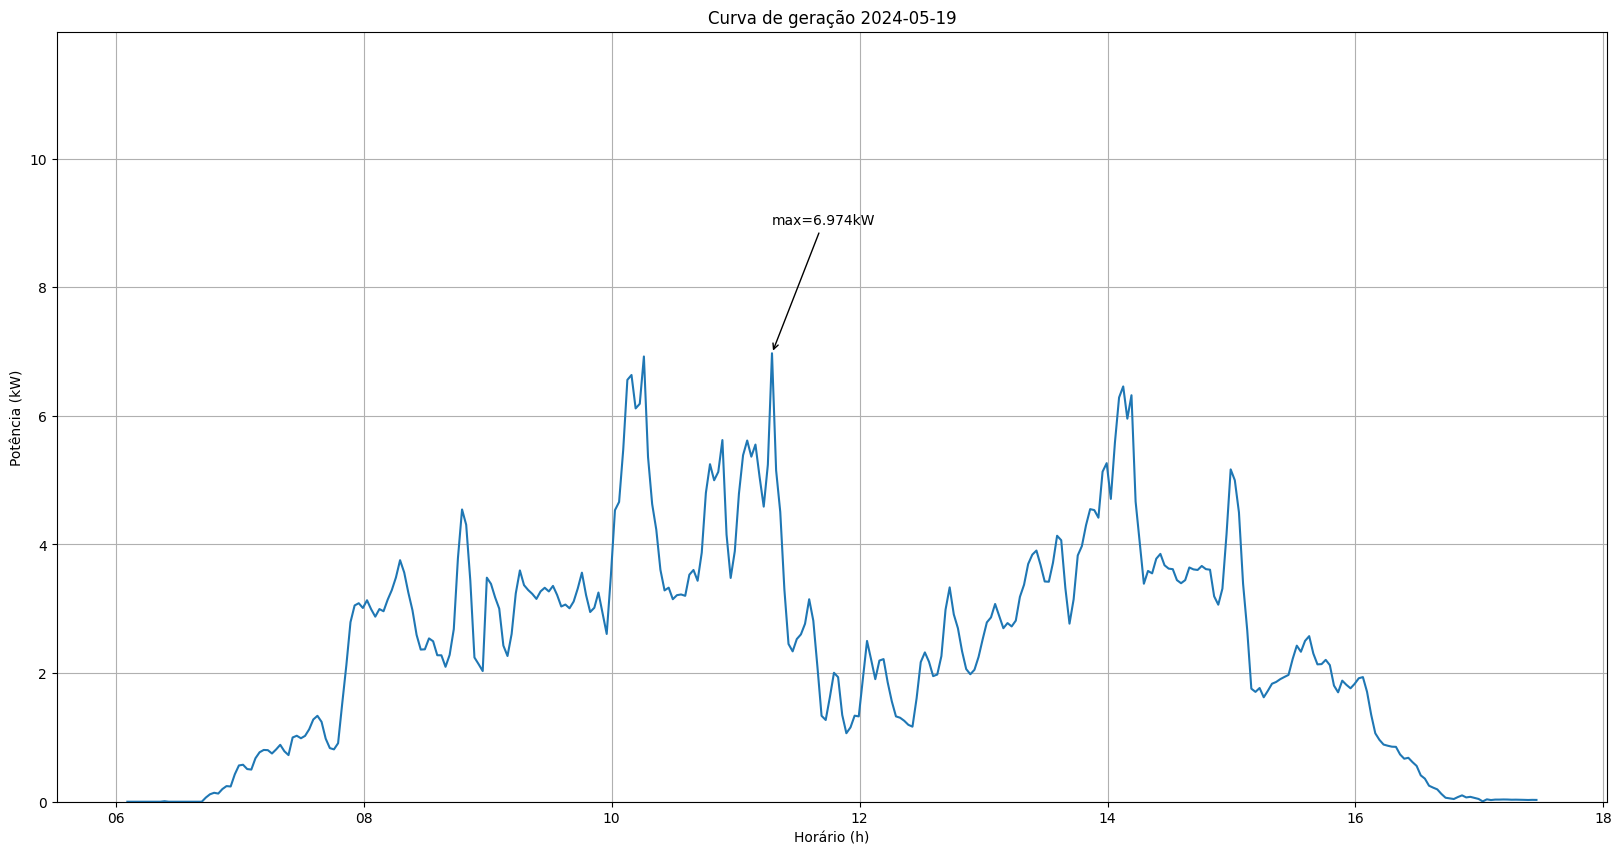 Curva de geração 2024-05-19
10
max=6.974kW
8
6
Potência (kW)
4
2
0
06 08 10 12 14 16 18
Horário (h)